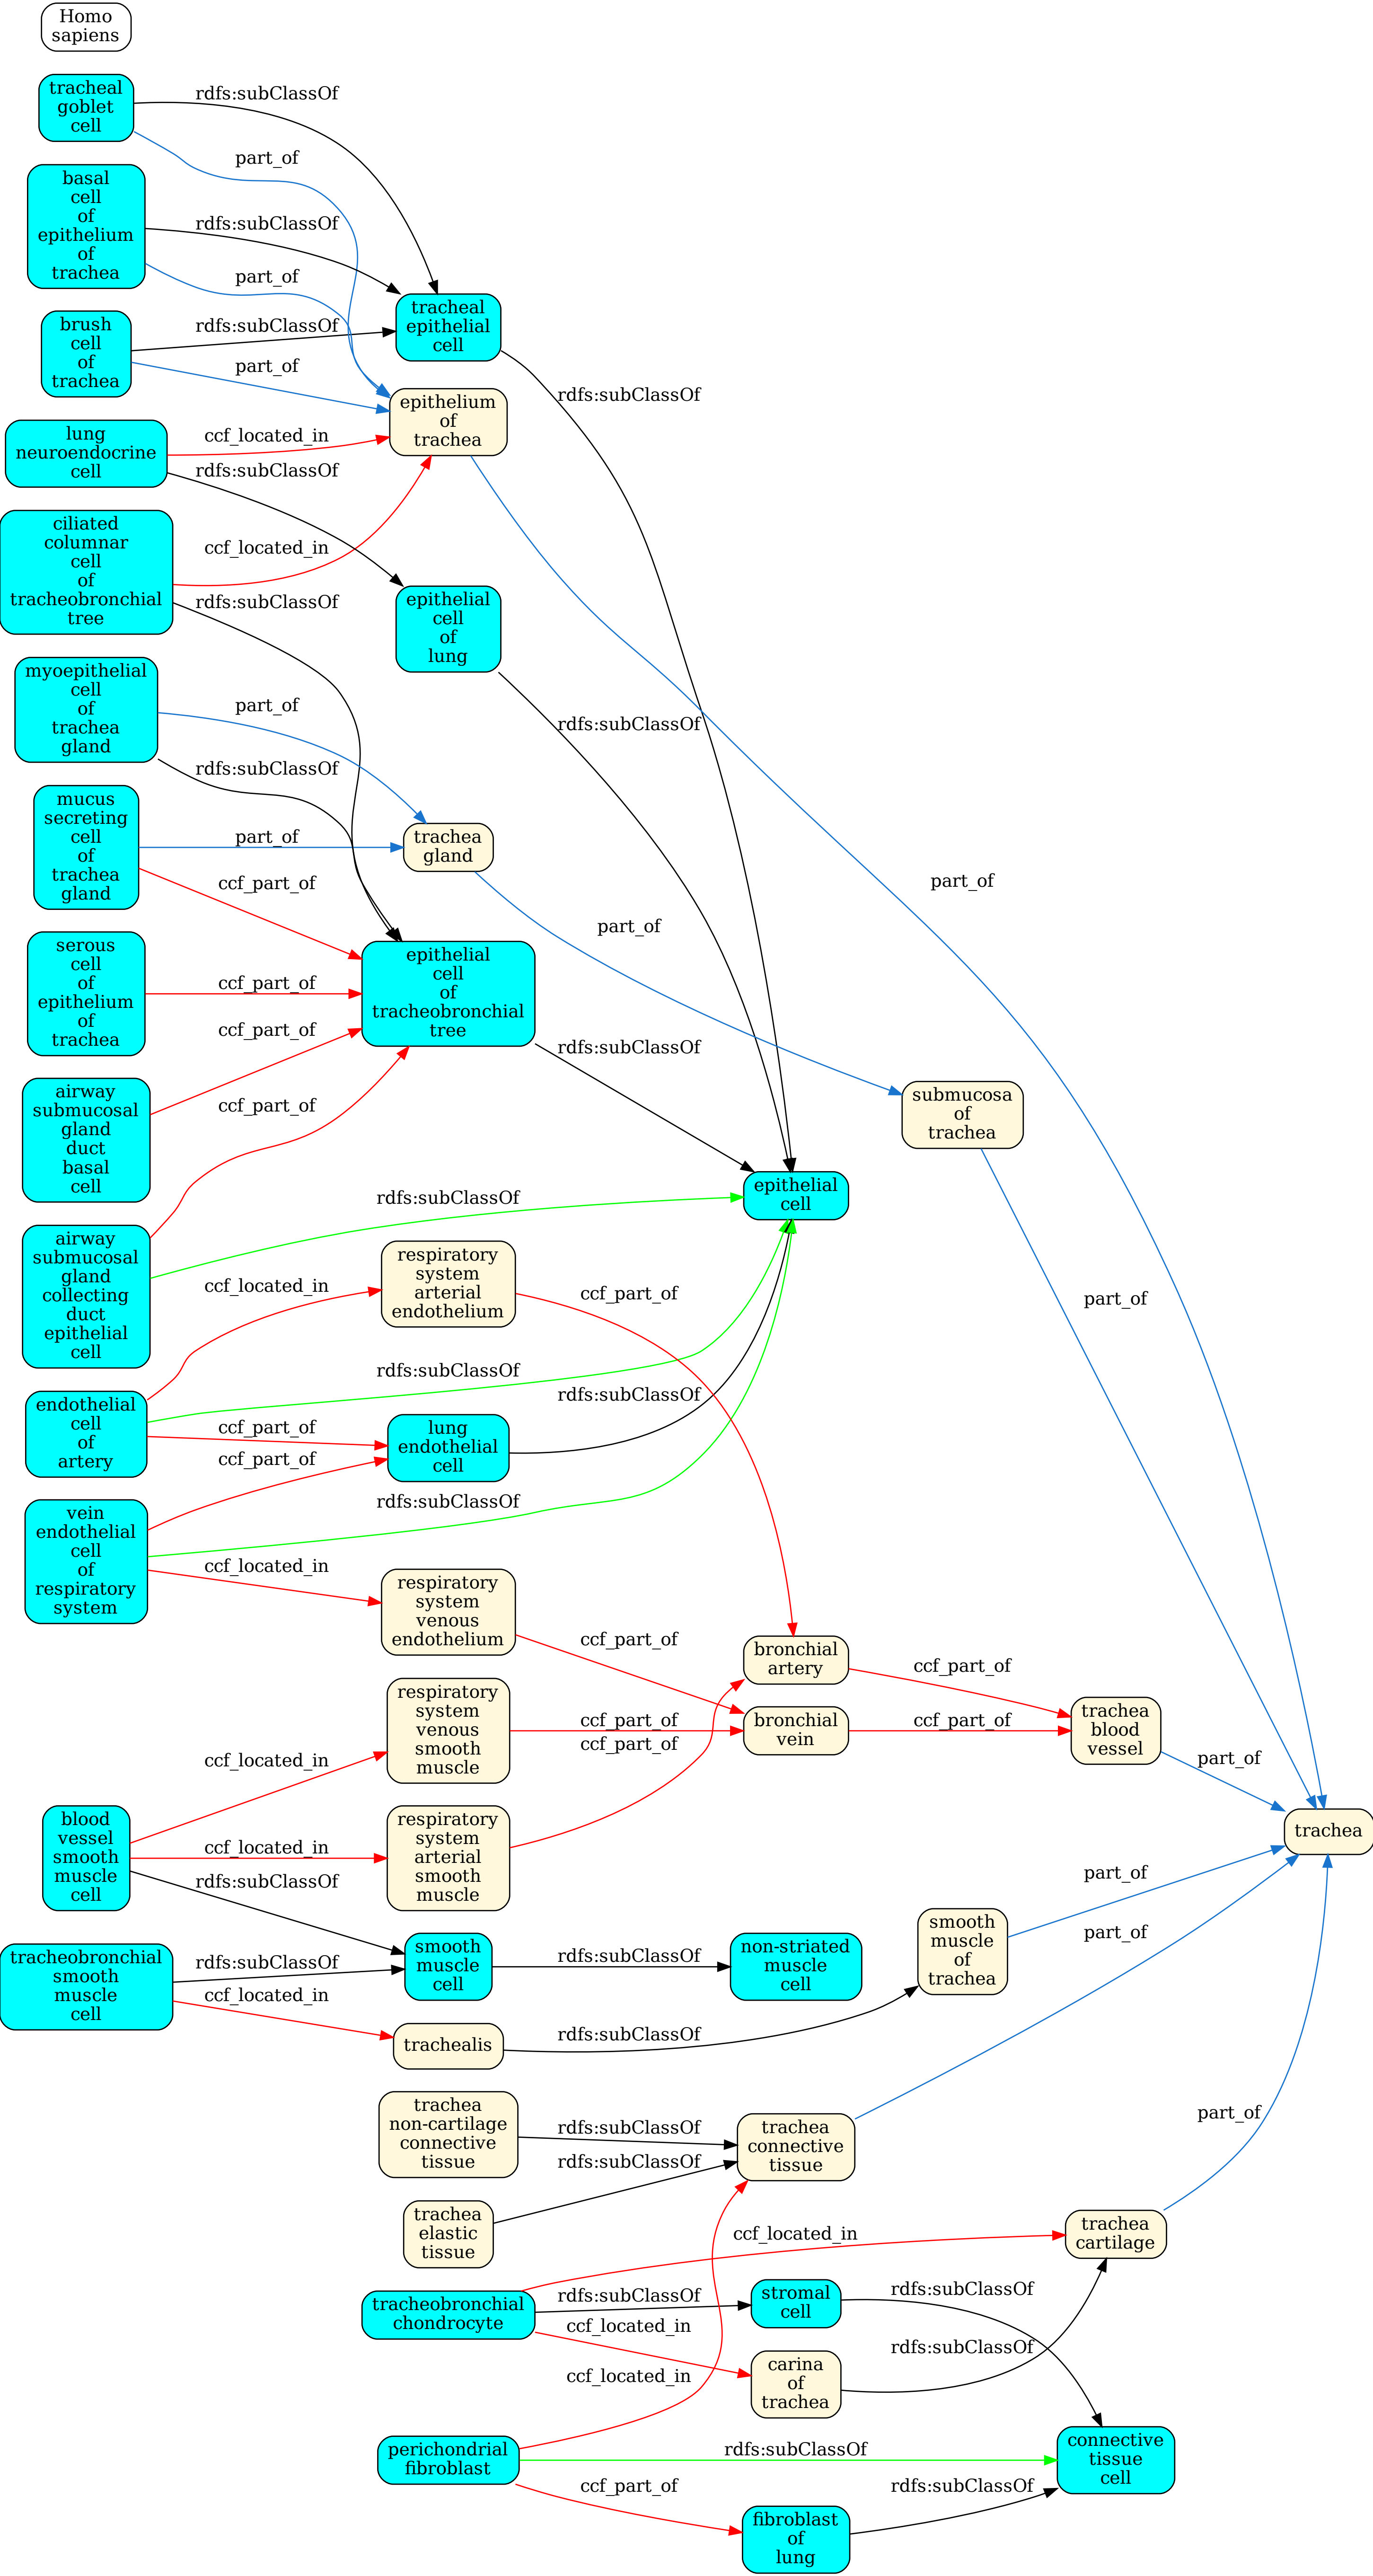 Homo
sapiens
tracheal
goblet
cell
rdfs:subClassOf
part_of
basal
cell
of
epithelium
of
trachea
rdfs:subClassOf
part_of
brush
cell
of
trachea
rdfs:subClassOf
part_of
tracheal
epithelial
cell
rdfs:subClassOf
epithelium
of
trachea
part_of
lung
neuroendocrine
cell
ccf_located_in
rdfs:subClassOf
ciliated
columnar
cell
of
tracheobronchial
tree
ccf_located_in
rdfs:subClassOf
epithelial
cell
of
lung
rdfs:subClassOf
myoepithelial
cell
of
trachea
gland
part_of
rdfs:subClassOf
mucus
secreting
cell
of
trachea
gland
part_of
ccf_part_of
trachea
gland
part_of
serous
cell
of
epithelium
of
trachea
ccf_part_of
epithelial
cell
of
tracheobronchial
tree
rdfs:subClassOf
airway
submucosal
gland
duct
basal
cell
ccf_part_of
submucosa
of
trachea
part_of
airway
submucosal
gland
collecting
duct
epithelial
cell
ccf_part_of
rdfs:subClassOf
epithelial
cell
endothelial
cell
of
artery
ccf_located_in
rdfs:subClassOf
ccf_part_of
respiratory
system
arterial
endothelium
ccf_part_of
lung
endothelial
cell
rdfs:subClassOf
vein
endothelial
cell
of
respiratory
system
ccf_part_of
rdfs:subClassOf
ccf_located_in
respiratory
system
venous
endothelium
ccf_part_of
bronchial
artery
ccf_part_of
respiratory
system
venous
smooth
muscle
ccf_part_of
bronchial
vein
ccf_part_of
trachea
blood
vessel
part_of
blood
vessel
smooth
muscle
cell
ccf_located_in
ccf_located_in
rdfs:subClassOf
respiratory
system
arterial
smooth
muscle
ccf_part_of
trachea
tracheobronchial
smooth
muscle
cell
rdfs:subClassOf
ccf_located_in
smooth
muscle
cell
rdfs:subClassOf
non-striated
muscle
cell
smooth
muscle
of
trachea
part_of
trachealis
rdfs:subClassOf
trachea
non-cartilage
connective
tissue
rdfs:subClassOf
trachea
connective
tissue
part_of
trachea
elastic
tissue
rdfs:subClassOf
trachea
cartilage
part_of
tracheobronchial
chondrocyte
ccf_located_in
rdfs:subClassOf
ccf_located_in
stromal
cell
rdfs:subClassOf
carina
of
trachea
rdfs:subClassOf
perichondrial
fibroblast
ccf_located_in
rdfs:subClassOf
ccf_part_of
connective
tissue
cell
fibroblast
of
lung
rdfs:subClassOf